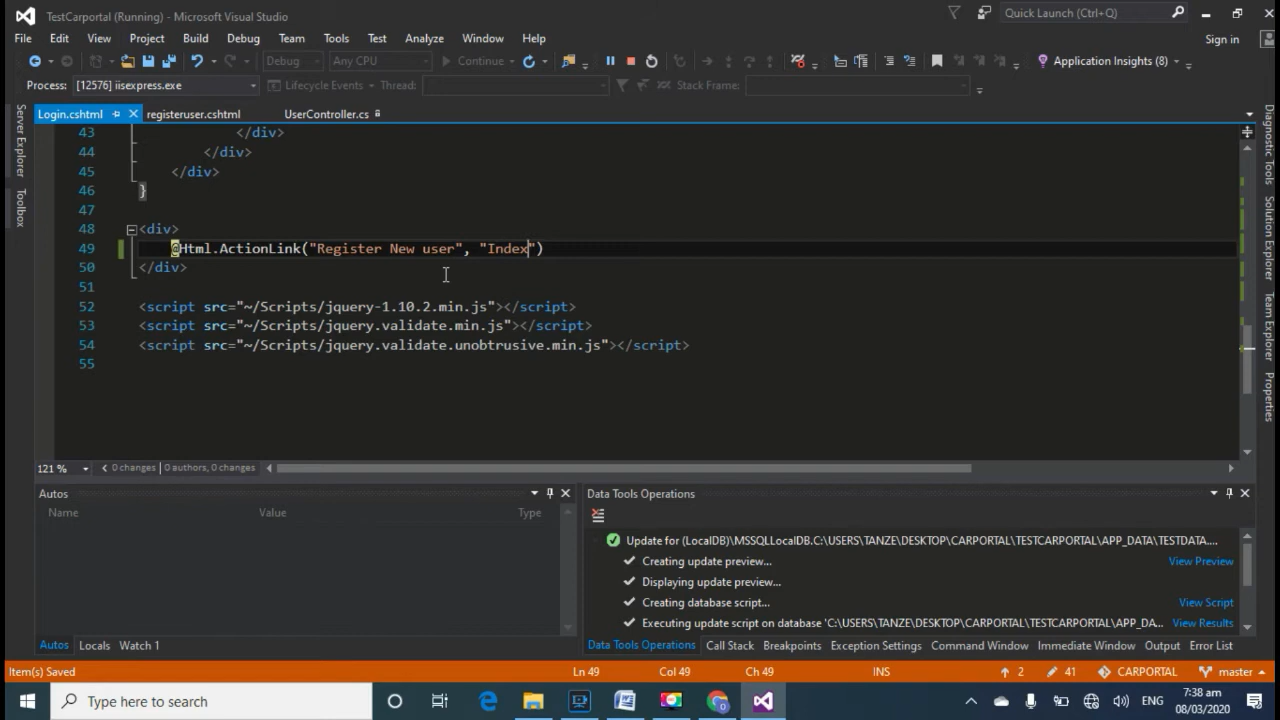 TestCarportal (Running) - Microsoft Visual Studio
Quick Launch (Ctrl+Q)
File Edit View Project Build Debug Team Tools Test Analyze Window Help
Sign in
Debug Any CPU Continue Application Insights (8)
Process: [12576] iisexpress.exe Lifecycle Events Thread: Stack Frame:
Login.cshtml registeruser.cshtml UserController.cs
Server Explorer
Toolbox
Diagnostic Tools
Solution Explorer
Team Explorer
Properties
43 </div>
44 </div>
45 </div>
46 }
47
48 <div>
49 @Html.ActionLink("Register New user", "Index")
50 </div>
51
52 <script src="~/Scripts/jquery-1.10.2.min.js"></script>
53 <script src="~/Scripts/jquery.validate.min.js"></script>
54 <script src="~/Scripts/jquery.validate.unobtrusive.min.js"></script>
55
121 % 0 changes | 0 authors, 0 changes
Autos
Name Value Type
Data Tools Operations
Update for (LocalDB)\MSSQLLocalDB.C:\USERS\TANZE\DESKTOP\CARPORTAL\TESTCARPORTAL\APP_DATA\TESTDATA....
Creating update preview... View Preview
Displaying update preview...
Creating database script... View Script
Executing update script on database 'C:\USERS\TANZE\DESKTOP\CARPORTAL\TESTCARPORTAL\APP_DA... View Results
Autos Locals Watch 1
Data Tools Operations Call Stack Breakpoints Exception Settings Command Window Immediate Window Output Error List
Item(s) Saved Ln 49 Col 49 Ch 49 INS 2 41 CARPORTAL master
Type here to search
ENG
7:38 pm
08/03/2020